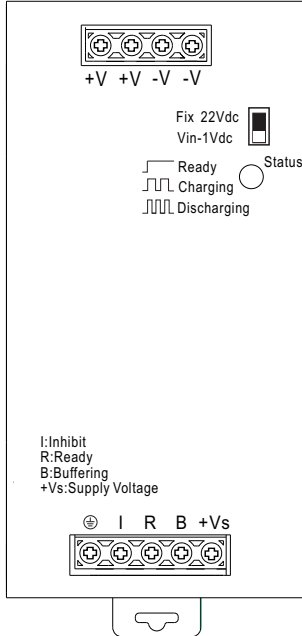 +V +V -V -V
Fix 22Vdc
Vin-1Vdc
Status
Ready
Charging
Discharging
I:Inhibit
R:Ready
B:Buffering
+Vs:Supply Voltage
I R B +Vs